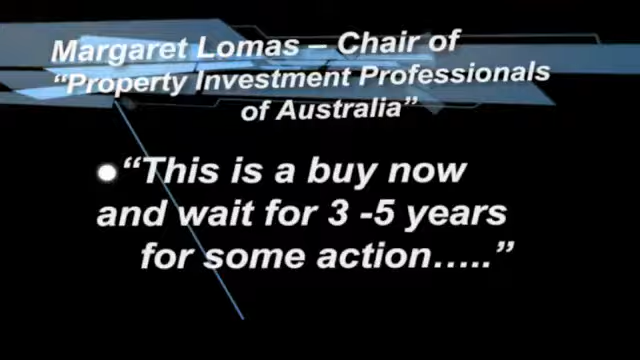 Margaret Lomas – Chair of
“Property Investment Professionals
of Australia”
“This is a buy now
and wait for 3 -5 years
for some action…..”